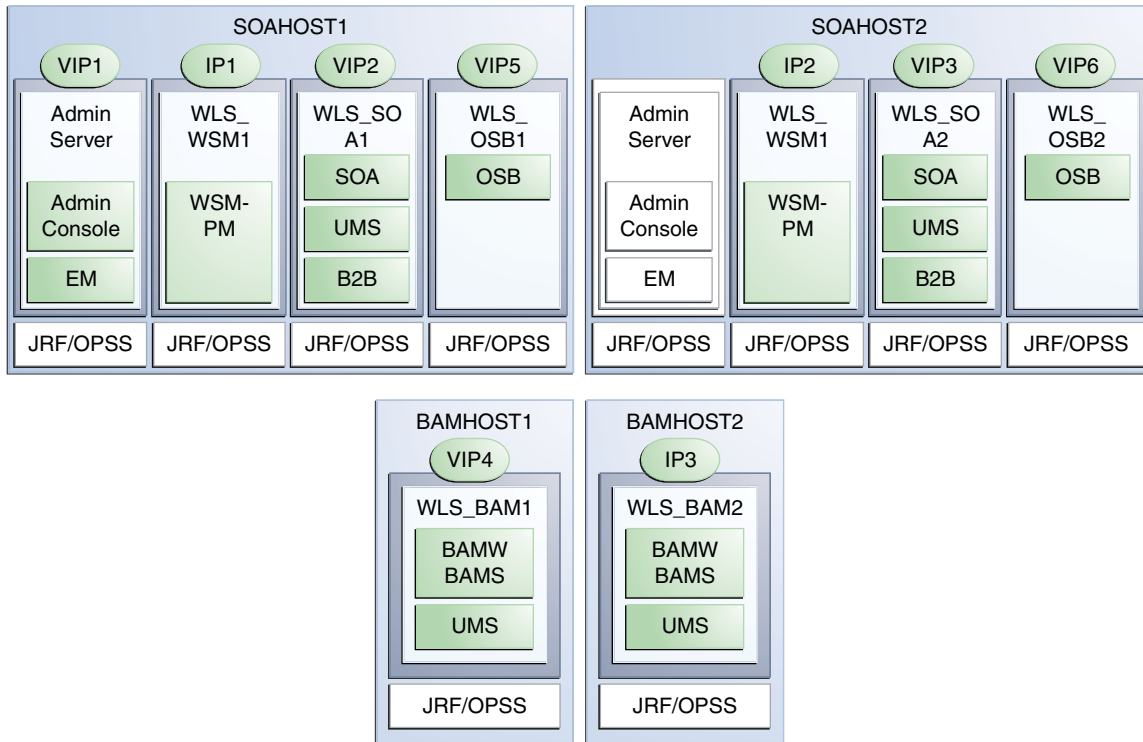 SOAHOST1
VIP1
IP1
VIP2
VIP5
Admin
Server
Admin
Console
EM
WLS_
WSM1
WSM-
PM
WLS_SO
A1
SOA
UMS
B2B
WLS_
OSB1
OSB
JRF/OPSS
JRF/OPSS
JRF/OPSS
JRF/OPSS
SOAHOST2
IP2
VIP3
VIP6
Admin
Server
Admin
Console
EM
WLS_
WSM1
WSM-
PM
WLS_SO
A2
SOA
UMS
B2B
WLS_
OSB2
OSB
JRF/OPSS
JRF/OPSS
JRF/OPSS
JRF/OPSS
BAMHOST1
VIP4
WLS_BAM1
BAMW
BAMS
UMS
JRF/OPSS
BAMHOST2
IP3
WLS_BAM2
BAMW
BAMS
UMS
JRF/OPSS